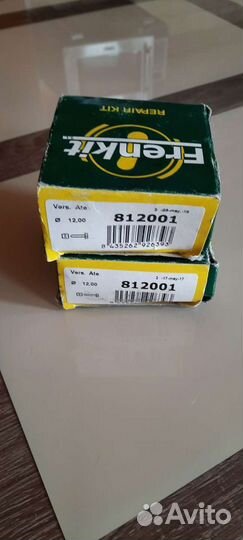 Frenkit
REPAIR KIT
Vers. Ate
Ø 12,00
812001
8 435262 926393
Vers. Ate
Ø 12,00
812001
Avito